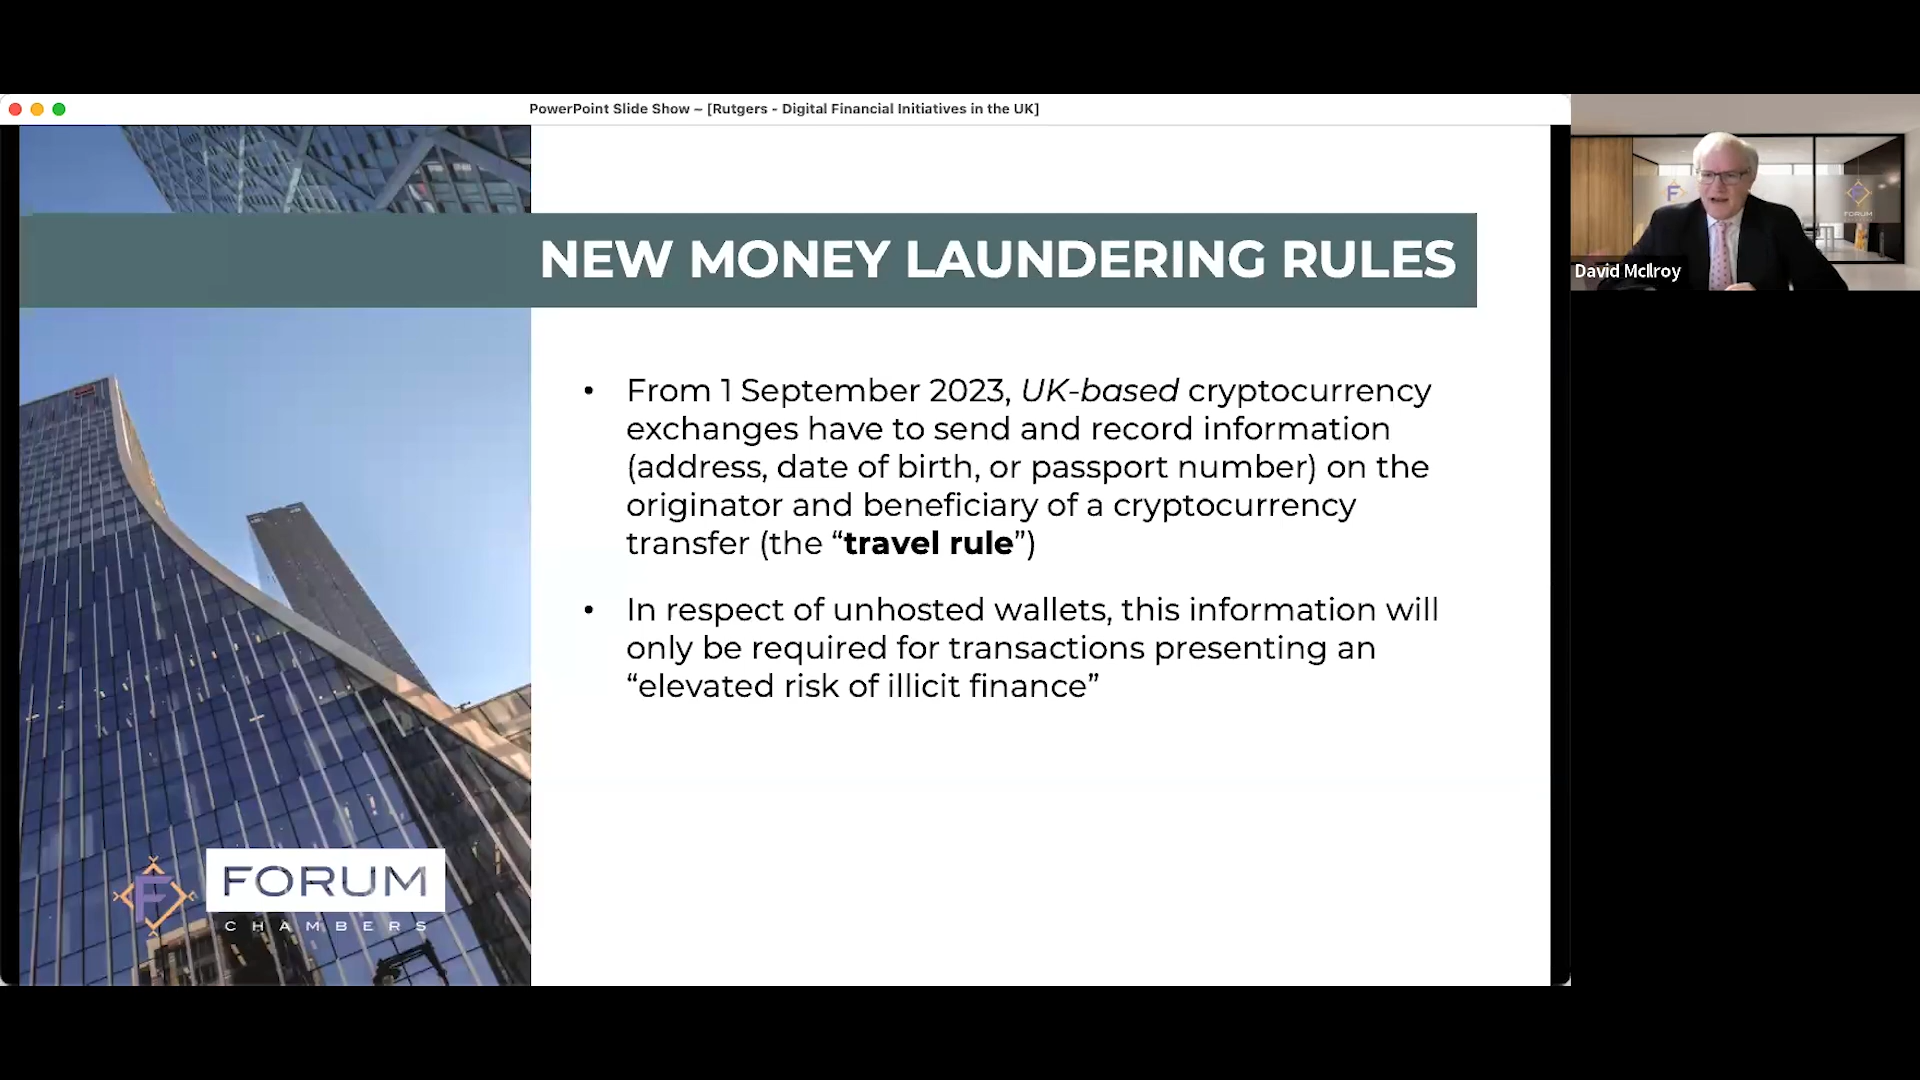 PowerPoint Slide Show ~ [Rutgers - Digital Financial Initiatives in the UK]
NEW MONEY LAUNDERING RULES
• From 1 September 2023, UK-based cryptocurrency
exchanges have to send and record information
(address, date of birth, or passport number) on the
originator and beneficiary of a cryptocurrency
transfer (the “travel rule”)
• In respect of unhosted wallets, this information will
only be required for transactions presenting an
“elevated risk of illicit finance”
F
FORUM
CHAMBERS
F
FORUM
David McIlroy